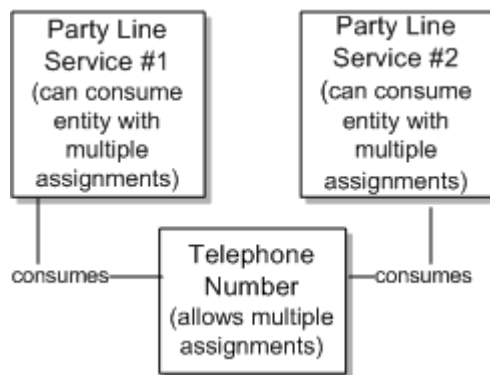 Party Line
Service #1
(can consume
entity with
multiple
assignments)
Party Line
Service #2
(can consume
entity with
multiple
assignments)
consumes
Telephone
Number
(allows multiple
assignments)
consumes